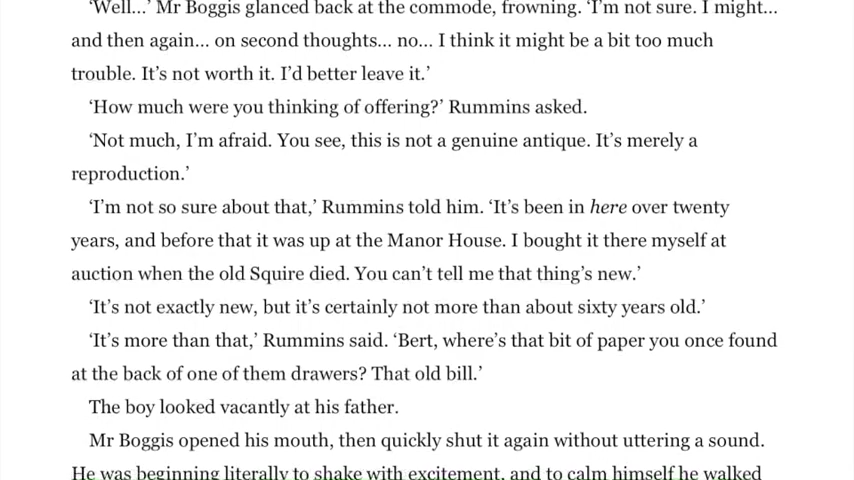 ‘Well…’ Mr Boggis glanced back at the commode, frowning. ‘I’m not sure. I might…
and then again… on second thoughts… no… I think it might be a bit too much
trouble. It’s not worth it. I’d better leave it.’
‘How much were you thinking of offering?’ Rummins asked.
‘Not much, I’m afraid. You see, this is not a genuine antique. It’s merely a
reproduction.’
‘I’m not so sure about that,’ Rummins told him. ‘It’s been in here over twenty
years, and before that it was up at the Manor House. I bought it there myself at
auction when the old Squire died. You can’t tell me that thing’s new.’
‘It’s not exactly new, but it’s certainly not more than about sixty years old.’
‘It’s more than that,’ Rummins said. ‘Bert, where’s that bit of paper you once found
at the back of one of them drawers? That old bill.’
The boy looked vacantly at his father.
Mr Boggis opened his mouth, then quickly shut it again without uttering a sound.
He was beginning literally to shake with excitement, and to calm himself he walked